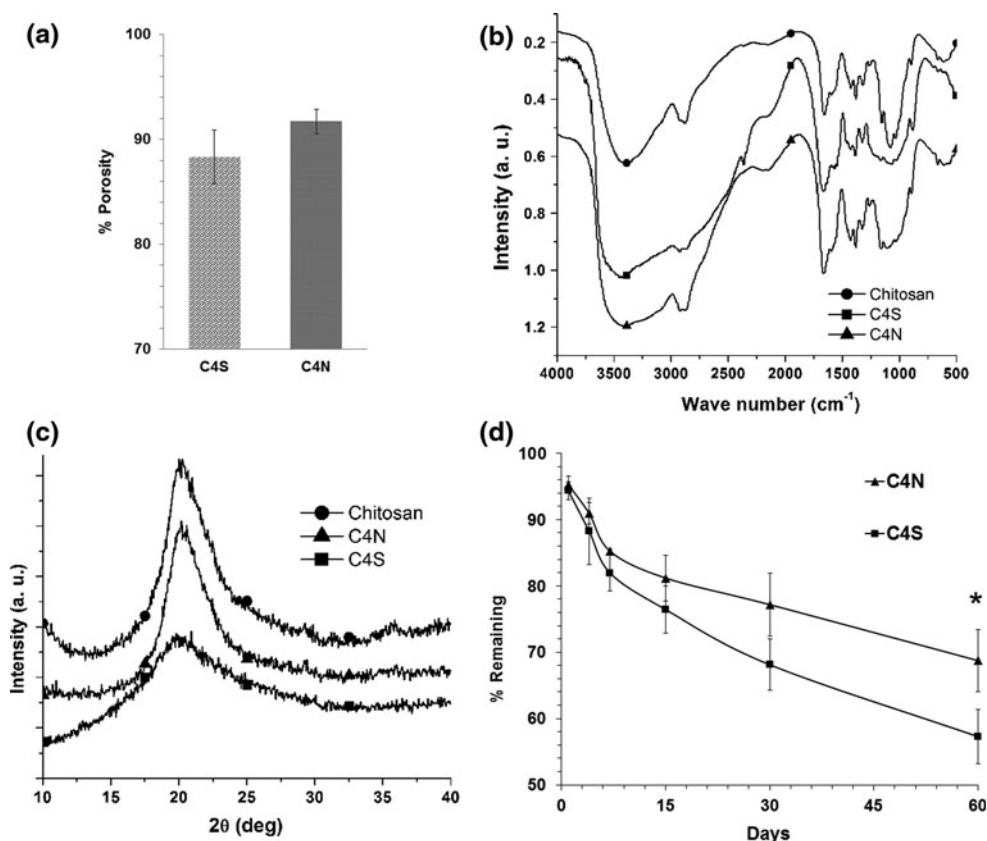 (a)
100
90
80
70
% Porosity
C4S
C4N
(b)
0.2
0.4
0.6
0.8
1.0
1.2
Intensity (a. u.)
Chitosan
C4S
C4N
4000 3500 3000 2500 2000 1500 1000 500
Wave number (cm⁻¹)
(c)
Intensity (a. u.)
Chitosan
C4N
C4S
10 15 20 25 30 35 40
2θ (deg)
(d)
100
90
80
70
60
50
% Remaining
C4N
C4S
*
0 15 30 45 60
Days